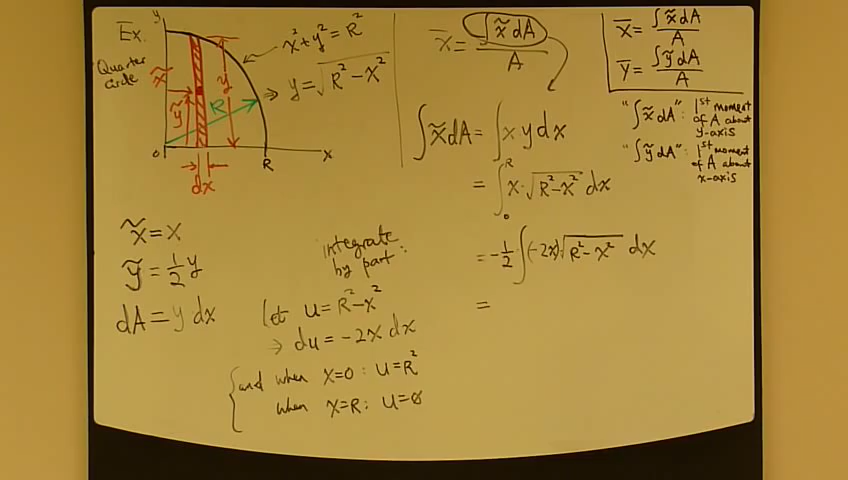 Ex.
Quarter circle
y
x² + y² = R²
⇒ y = √(R² − x²)
x̃
ỹ
y
R
0
R
x
dx
x̃ = x
ỹ = ½ y
dA = y dx
integrate
by part:
let u = R² − x²
⇒ du = −2x dx
and when x=0 : u = R²
when x=R : u = 0
x̄ = ∫x̃ dA / A
∫x̃ dA = ∫ x y dx
= ∫₀ᴿ x·√(R² − x²) dx
= −½ ∫(−2x)√(R² − x²) dx
=
x̄ = ∫x̃ dA / A
ȳ = ∫ỹ dA / A
"∫x̃ dA" : 1st moment
of A about
y-axis
"∫ỹ dA" : 1st moment
of A about
x-axis